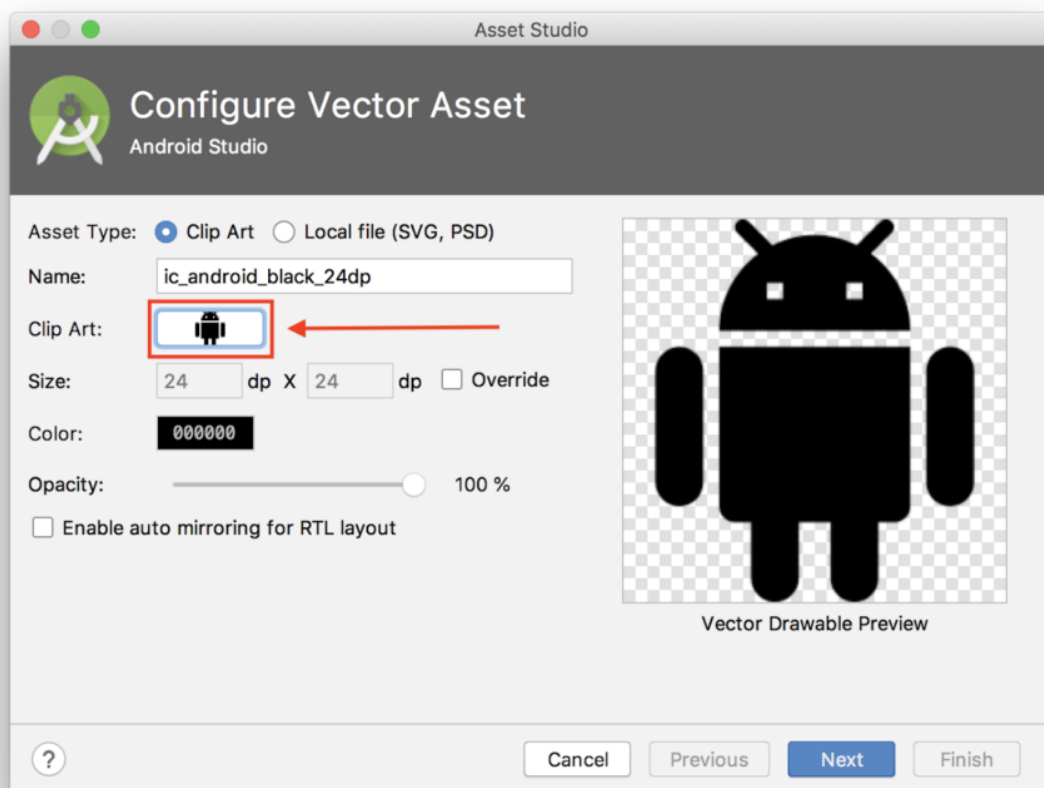 Asset Studio
Configure Vector Asset
Android Studio
Asset Type: Clip Art Local file (SVG, PSD)
Name: ic_android_black_24dp
Clip Art:
Size: 24 dp X 24 dp Override
Color: 000000
Opacity: 100 %
Enable auto mirroring for RTL layout
Vector Drawable Preview
? Cancel Previous Next Finish